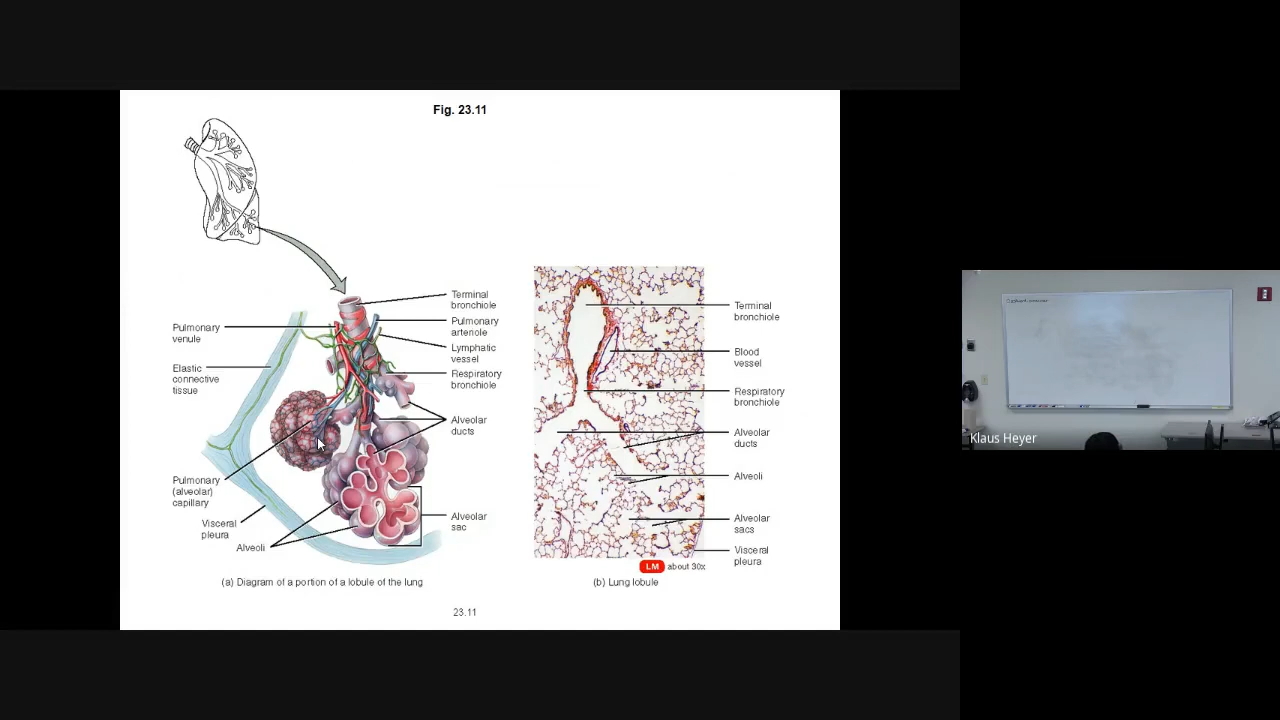 Fig. 23.11
Terminal
bronchiole
Pulmonary
arteriole
Lymphatic
vessel
Respiratory
bronchiole
Alveolar
ducts
Alveolar
sac
Pulmonary
venule
Elastic
connective
tissue
Pulmonary
(alveolar)
capillary
Visceral
pleura
Alveoli
(a) Diagram of a portion of a lobule of the lung
Terminal
bronchiole
Blood
vessel
Respiratory
bronchiole
Alveolar
ducts
Alveoli
Alveolar
sacs
Visceral
pleura
LM about 30x
(b) Lung lobule
23.11
Klaus Heyer